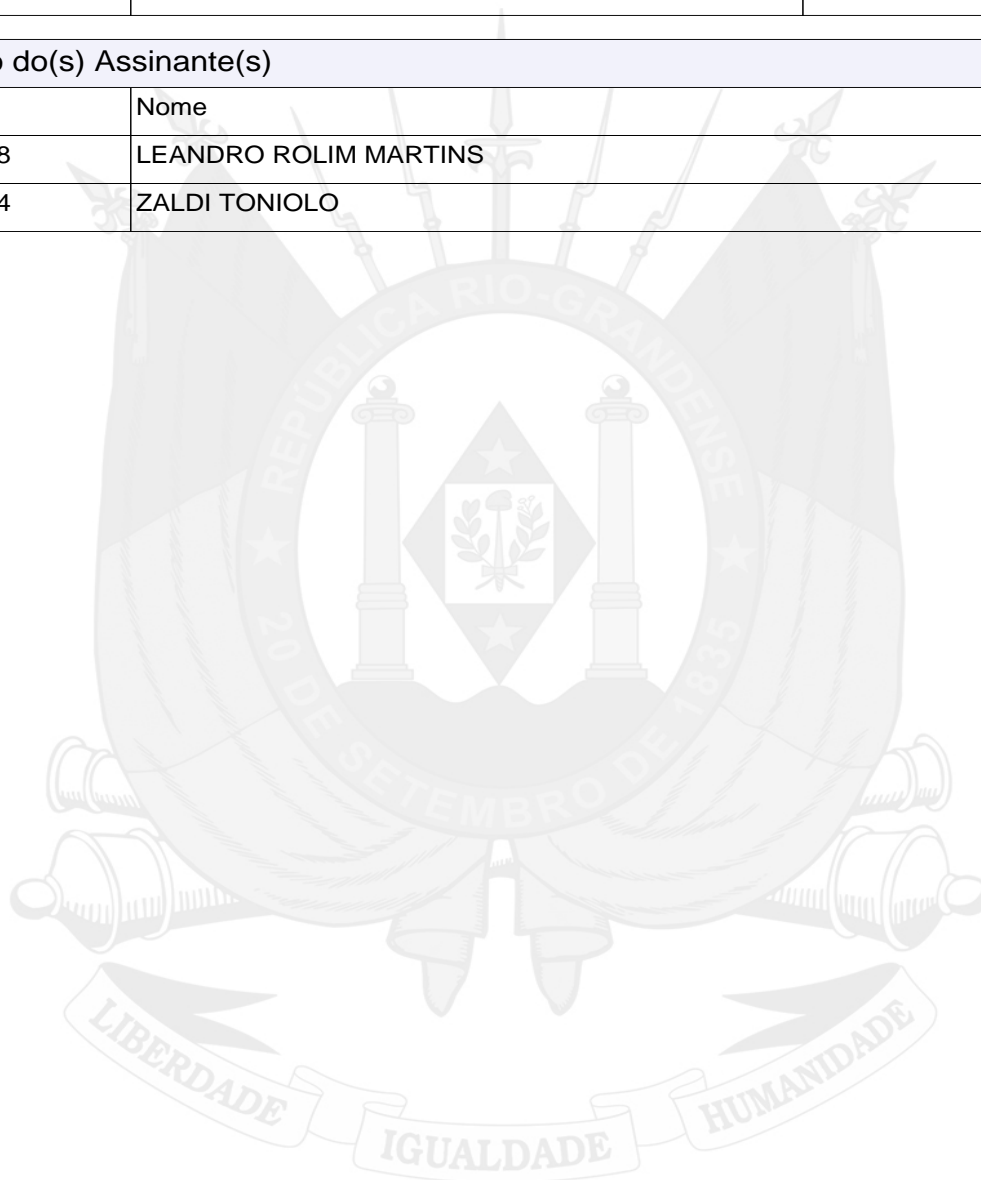 do(s) Assinante(s)
Nome
8 LEANDRO ROLIM MARTINS
4 ZALDI TONIOLO
REPÚBLICA RIO-GRANDENSE
★ 20 DE SETEMBRO DE 1835 ★
LIBERDADE
IGUALDADE
HUMANIDADE